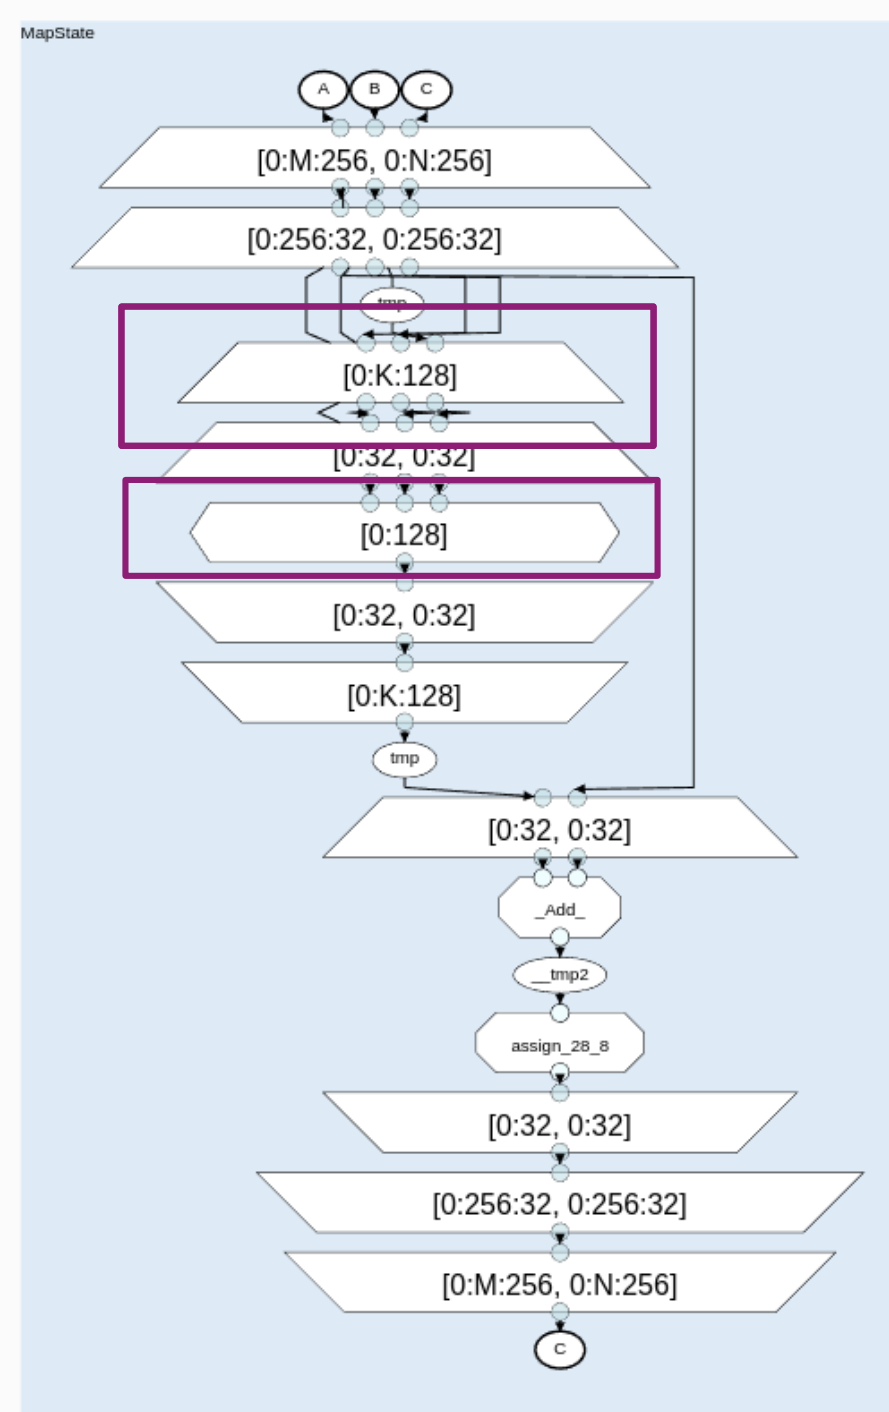 MapState
A B C
[0:M:256, 0:N:256]
[0:256:32, 0:256:32]
tmp
[0:K:128]
[0:32, 0:32]
[0:128]
[0:32, 0:32]
[0:K:128]
tmp
[0:32, 0:32]
_Add_
__tmp2
assign_28_8
[0:32, 0:32]
[0:256:32, 0:256:32]
[0:M:256, 0:N:256]
C